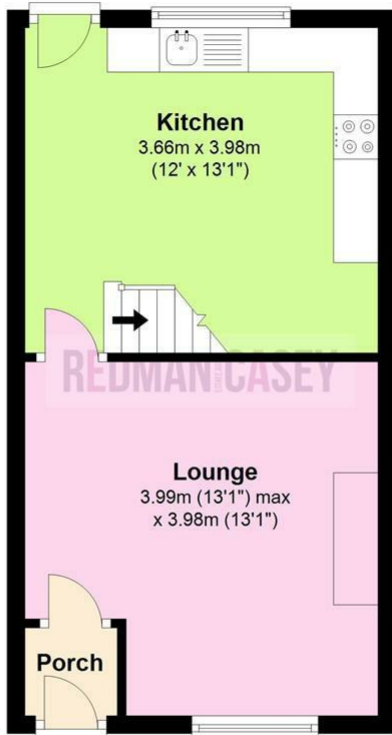 Kitchen
3.66m x 3.98m
(12' x 13'1")
REDMAN CASEY
Lounge
3.99m (13'1") max
x 3.98m (13'1")
Porch